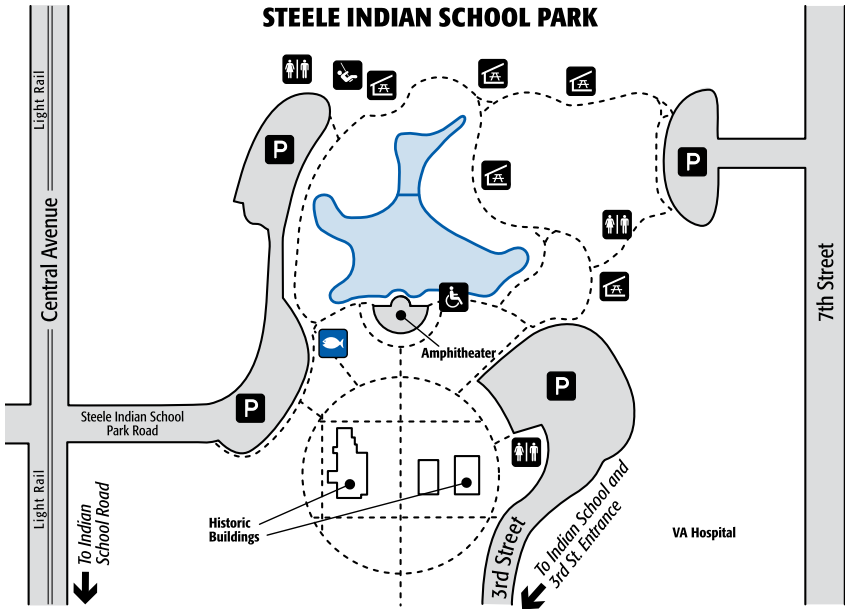 STEELE INDIAN SCHOOL PARK
Light Rail
Central Avenue
Light Rail
7th Street
P
P
P
P
Amphitheater
Steele Indian School
Park Road
Historic
Buildings
To Indian
School Road
3rd Street
To Indian School and
3rd St. Entrance
VA Hospital